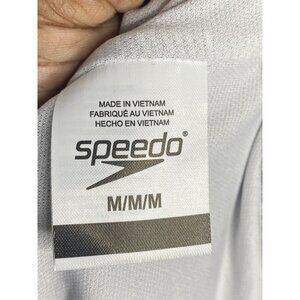 MADE IN VIETNAM
FABRIQUÉ AU VIETNAM
HECHO EN VIETNAM
speedo®
M/M/M